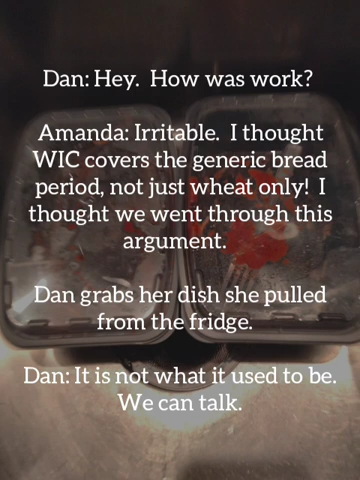 Dan: Hey.  How was work?
Amanda: Irritable.  I thought
WIC covers the generic bread
period, not just wheat only!  I
thought we went through this
argument.
Dan grabs her dish she pulled
from the fridge.
Dan: It is not what it used to be.
We can talk.